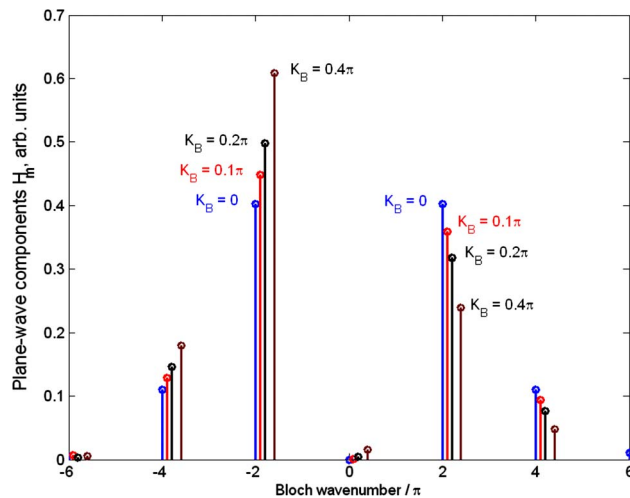 0.7
0.6
0.5
0.4
0.3
0.2
0.1
0
Plane-wave components H_m, arb. units
K_B = 0.4π
K_B = 0.2π
K_B = 0.1π
K_B = 0
K_B = 0
K_B = 0.1π
K_B = 0.2π
K_B = 0.4π
-6 -4 -2 0 2 4 6
Bloch wavenumber / π